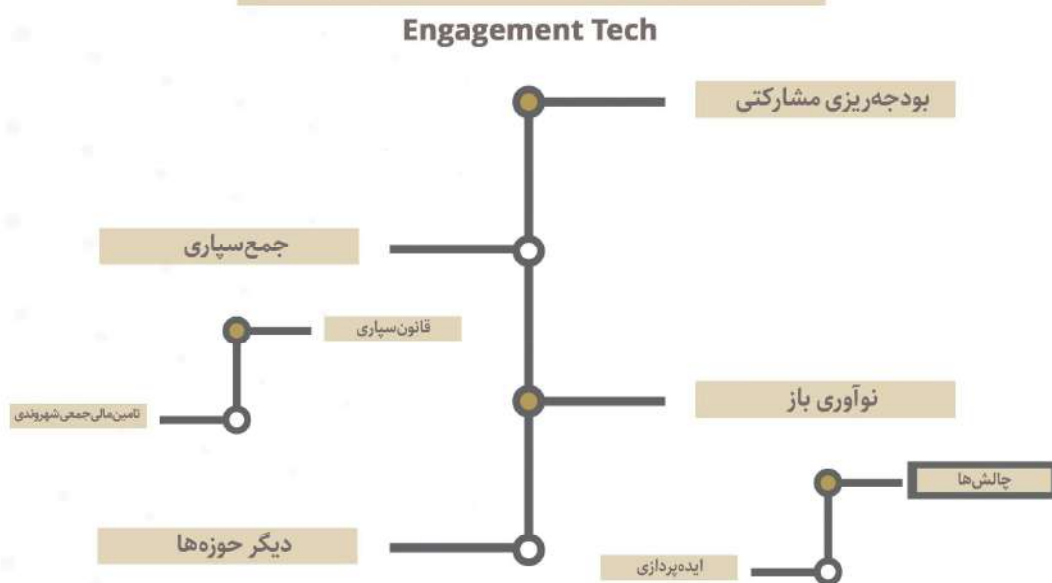 Engagement Tech
بودجه‌ریزی مشارکتی
جمع‌سپاری
قانون‌سپاری
تامین‌مالی‌جمعی‌شهروندی
نوآوری باز
چالش‌ها
ایده‌پردازی
دیگر حوزه‌ها